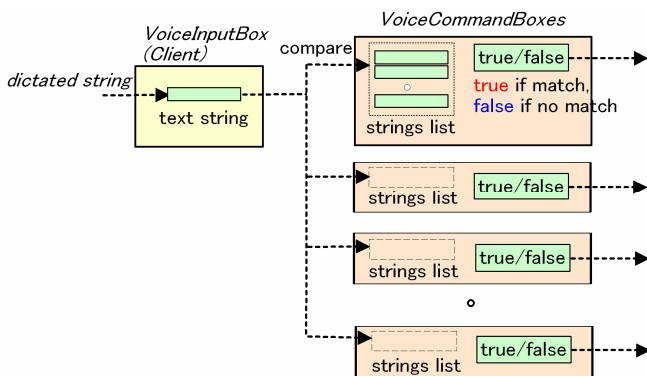 VoiceInputBox
(Client)
dictated string
text string
compare
VoiceCommandBoxes
true/false
true if match,
false if no match
strings list
true/false
strings list
true/false
strings list
true/false
strings list